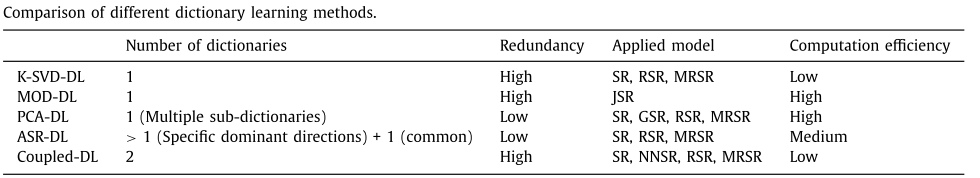 Comparison of different dictionary learning methods.
Number of dictionaries Redundancy Applied model Computation efficiency
K-SVD-DL 1 High SR, RSR, MRSR Low
MOD-DL 1 High JSR High
PCA-DL 1 (Multiple sub-dictionaries) Low SR, GSR, RSR, MRSR High
ASR-DL > 1 (Specific dominant directions) + 1 (common) Low SR, RSR, MRSR Medium
Coupled-DL 2 High SR, NNSR, RSR, MRSR Low